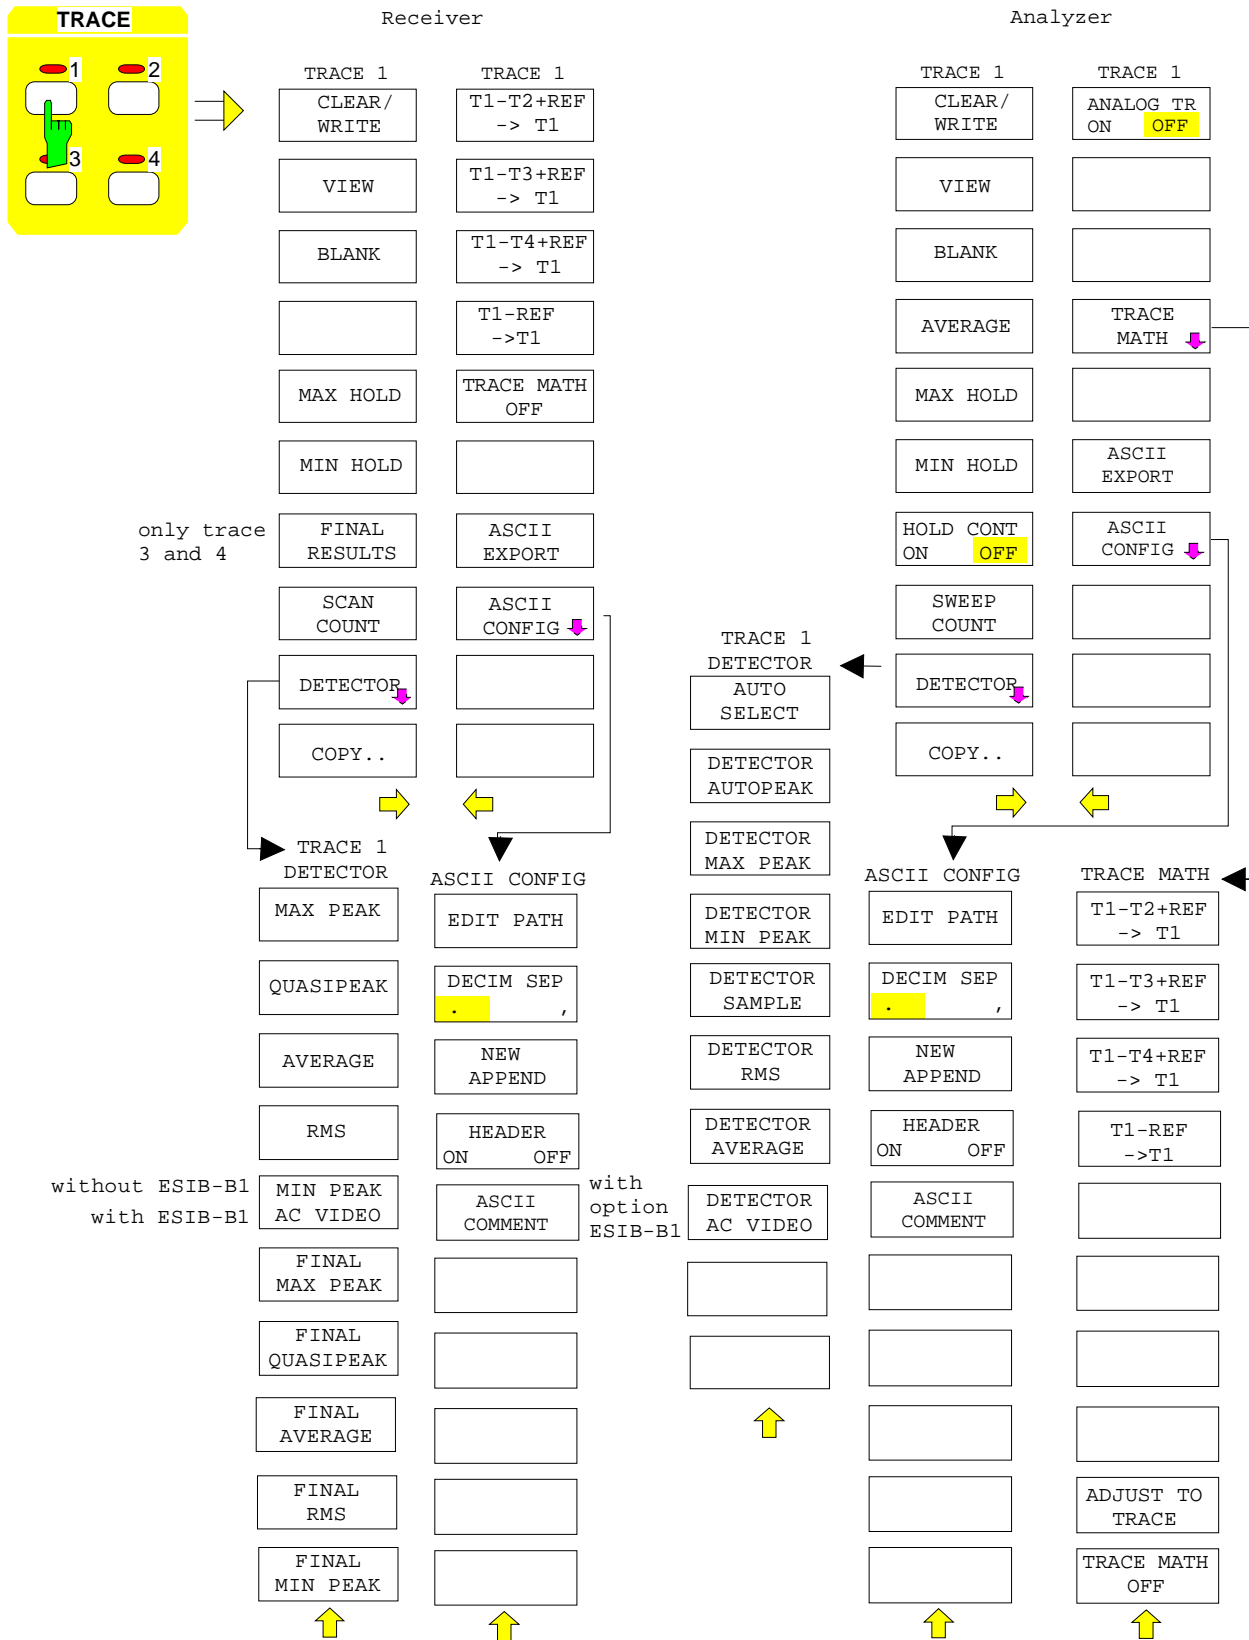 TRACE
1
2
3
4
Receiver
TRACE 1
CLEAR/
WRITE
VIEW
BLANK
MAX HOLD
MIN HOLD
only trace
3 and 4
FINAL
RESULTS
SCAN
COUNT
DETECTOR
COPY..
TRACE 1
T1-T2+REF
-> T1
T1-T3+REF
-> T1
T1-T4+REF
-> T1
T1-REF
->T1
TRACE MATH
OFF
ASCII
EXPORT
ASCII
CONFIG
TRACE 1
DETECTOR
MAX PEAK
QUASIPEAK
AVERAGE
RMS
without ESIB-B1
with ESIB-B1
MIN PEAK
AC VIDEO
FINAL
MAX PEAK
FINAL
QUASIPEAK
FINAL
AVERAGE
FINAL
RMS
FINAL
MIN PEAK
ASCII CONFIG
EDIT PATH
DECIM SEP
. ,
NEW
APPEND
HEADER
ON OFF
ASCII
COMMENT
Analyzer
TRACE 1
CLEAR/
WRITE
VIEW
BLANK
AVERAGE
MAX HOLD
MIN HOLD
HOLD CONT
ON OFF
SWEEP
COUNT
DETECTOR
COPY..
TRACE 1
ANALOG TR
ON OFF
TRACE
MATH
ASCII
EXPORT
ASCII
CONFIG
TRACE 1
DETECTOR
AUTO
SELECT
DETECTOR
AUTOPEAK
DETECTOR
MAX PEAK
DETECTOR
MIN PEAK
DETECTOR
SAMPLE
DETECTOR
RMS
DETECTOR
AVERAGE
with
option
ESIB-B1
DETECTOR
AC VIDEO
ASCII CONFIG
EDIT PATH
DECIM SEP
. ,
NEW
APPEND
HEADER
ON OFF
ASCII
COMMENT
TRACE MATH
T1-T2+REF
-> T1
T1-T3+REF
-> T1
T1-T4+REF
-> T1
T1-REF
->T1
ADJUST TO
TRACE
TRACE MATH
OFF